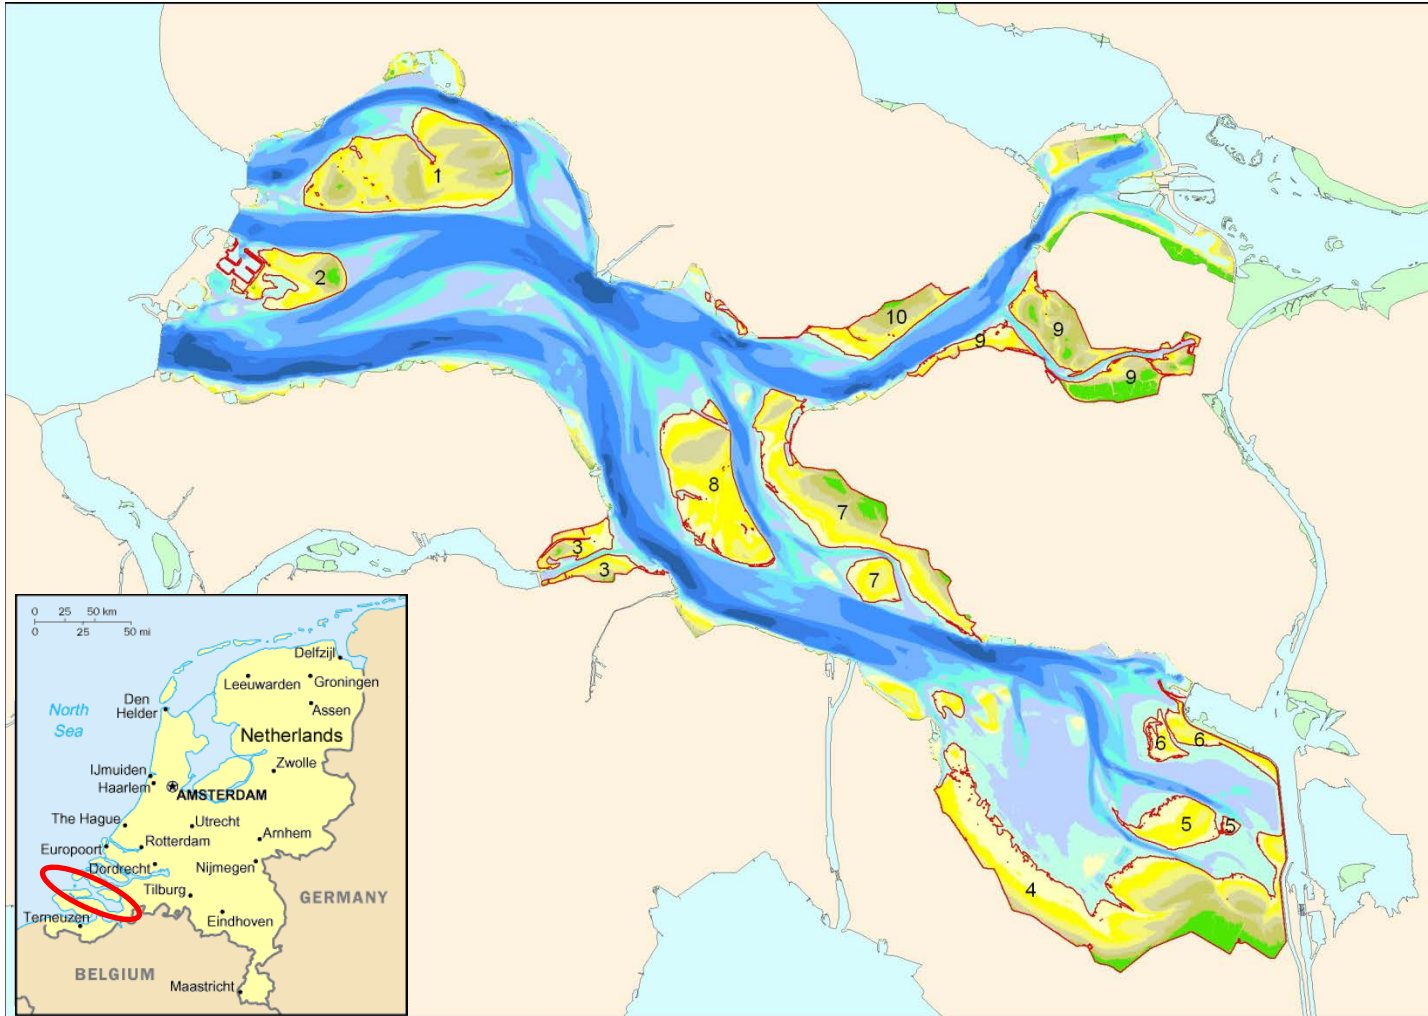 1
2
10
9
9
9
8
7
3
3
7
6
6
5
5
4
0 25 50 km
0 25 50 mi
Delfzijl
Leeuwarden
Groningen
Den
Helder
Assen
North
Sea
Netherlands
Zwolle
IJmuiden
Haarlem
AMSTERDAM
The Hague
Utrecht
Arnhem
Europoort
Rotterdam
Dordrecht
Nijmegen
Tilburg
GERMANY
Terneuzen
Eindhoven
BELGIUM
Maastricht